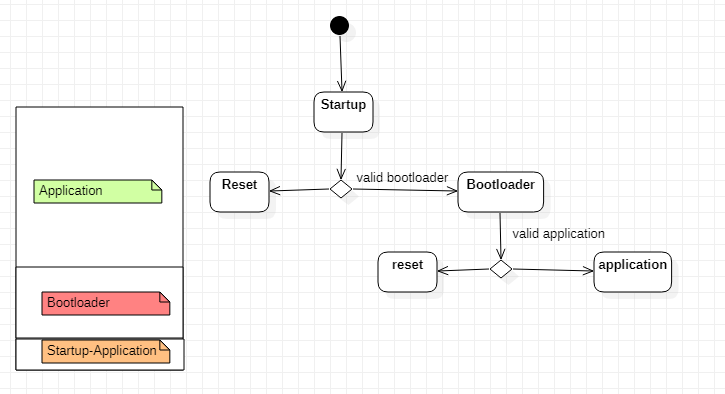 Startup
Reset
valid bootloader
Bootloader
valid application
reset
application
Application
Bootloader
Startup-Application